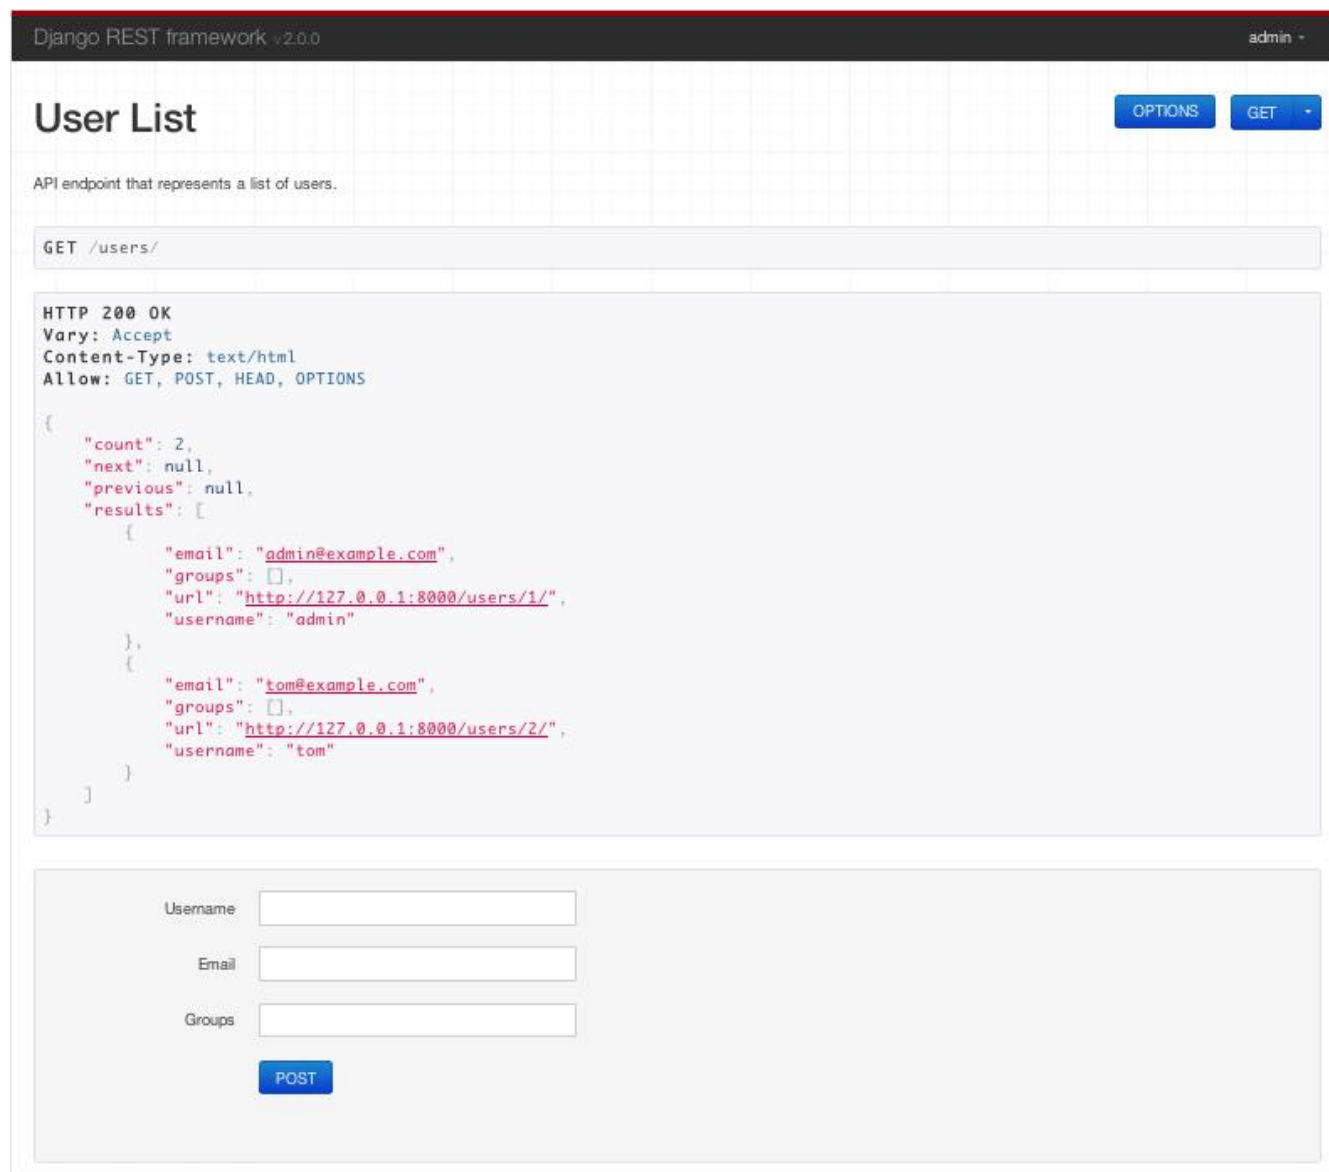 Django REST framework v 2.0.0
admin
User List
OPTIONS
GET
API endpoint that represents a list of users.
GET /users/
HTTP 200 OK
Vary: Accept
Content-Type: text/html
Allow: GET, POST, HEAD, OPTIONS
{
    "count": 2,
    "next": null,
    "previous": null,
    "results": [
        {
            "email": "admin@example.com",
            "groups": [],
            "url": "http://127.0.0.1:8000/users/1/",
            "username": "admin"
        },
        {
            "email": "tom@example.com",
            "groups": [],
            "url": "http://127.0.0.1:8000/users/2/",
            "username": "tom"
        }
    ]
}
Username
Email
Groups
POST